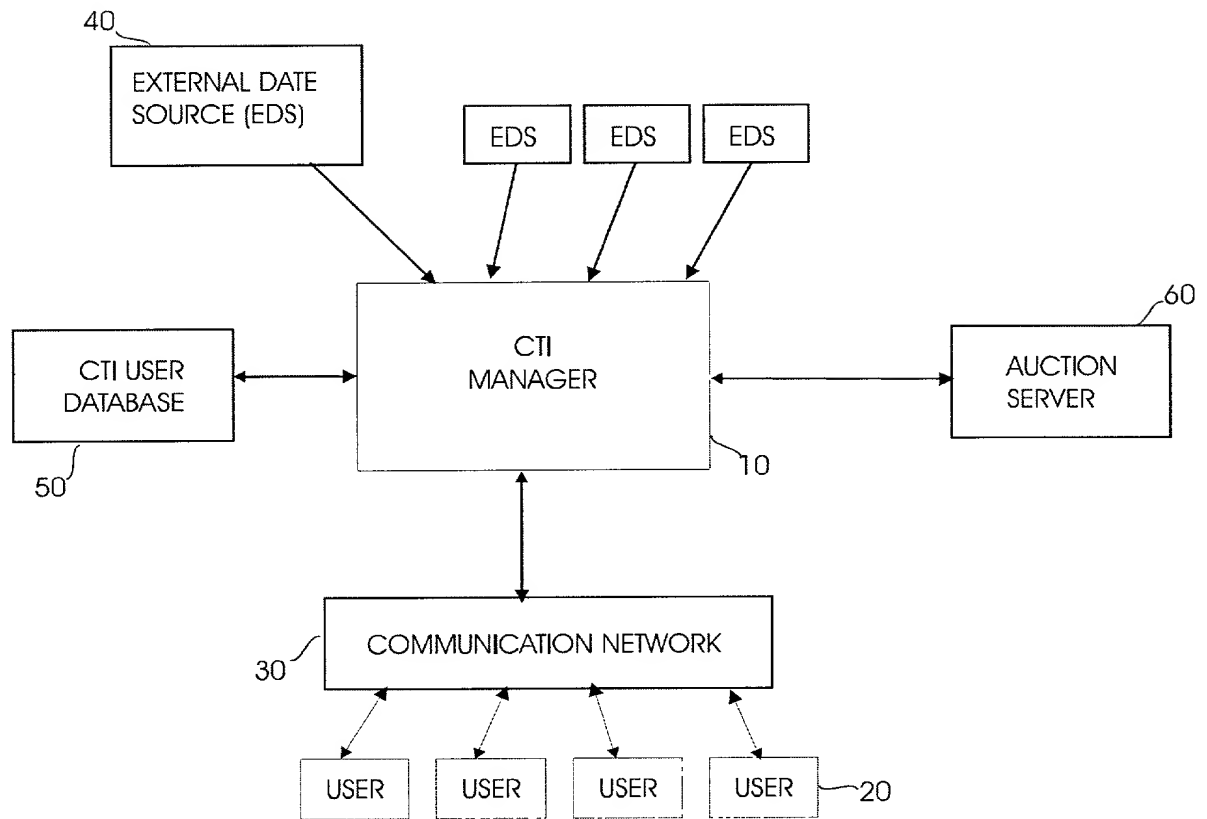 40
EXTERNAL DATE
SOURCE (EDS)
EDS
EDS
EDS
CTI
MANAGER
10
CTI USER
DATABASE
50
60
AUCTION
SERVER
30
COMMUNICATION NETWORK
USER
USER
USER
USER
20